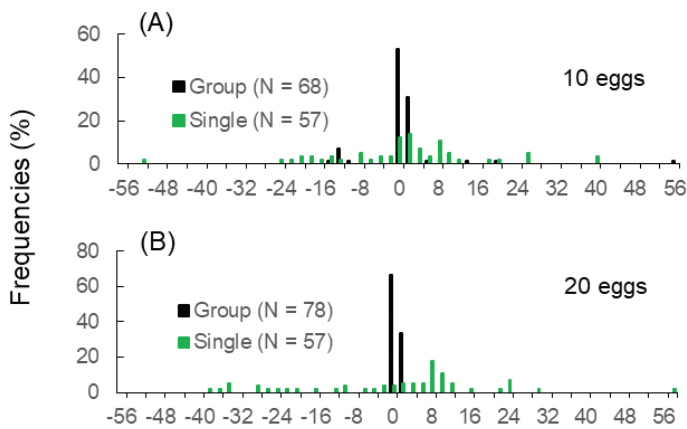 (A)
60
Group (N = 68)
10 eggs
40
Single (N = 57)
20
0
-56 -48 -40 -32 -24 -16 -8 0 8 16 24 32 40 48 56
Frequencies (%)
(B)
80
20 eggs
60
Group (N = 78)
40
Single (N = 57)
20
0
-56 -48 -40 -32 -24 -16 -8 0 8 16 24 32 40 48 56